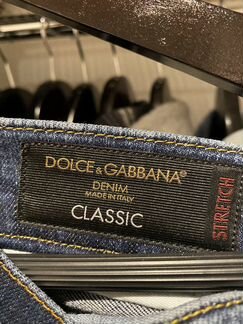 DOLCE & GABBANA®
DENIM
MADE IN ITALY
CLASSIC
STRETCH